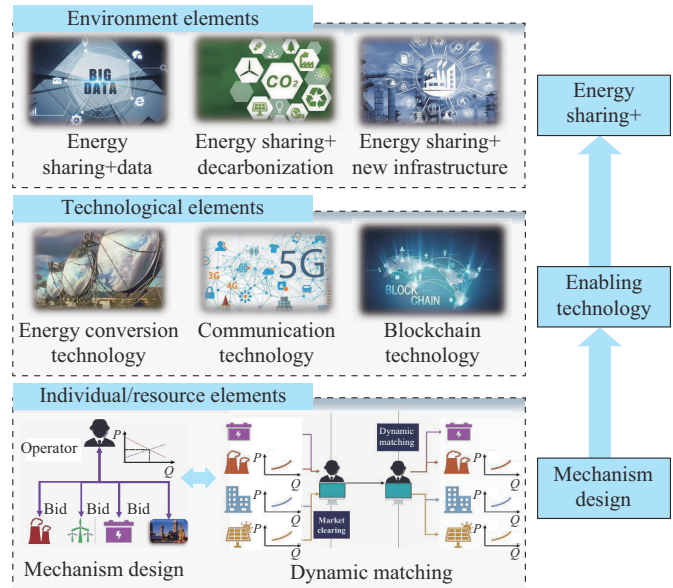 Environment elements
BIG
DATA
CO2
Energy
sharing+data
Energy sharing+
decarbonization
Energy sharing+
new infrastructure
Energy
sharing+
Technological elements
5G
3G
4G
BLOCK
CHAIN
Energy conversion
technology
Communication
technology
Blockchain
technology
Enabling
technology
Individual/resource elements
Operator
P
Q
Bid
Bid
Bid
Mechanism design
P
Q
P
Q
P
Q
Market
clearing
Dynamic
matching
P
Q
P
Q
P
Q
Dynamic matching
Mechanism
design